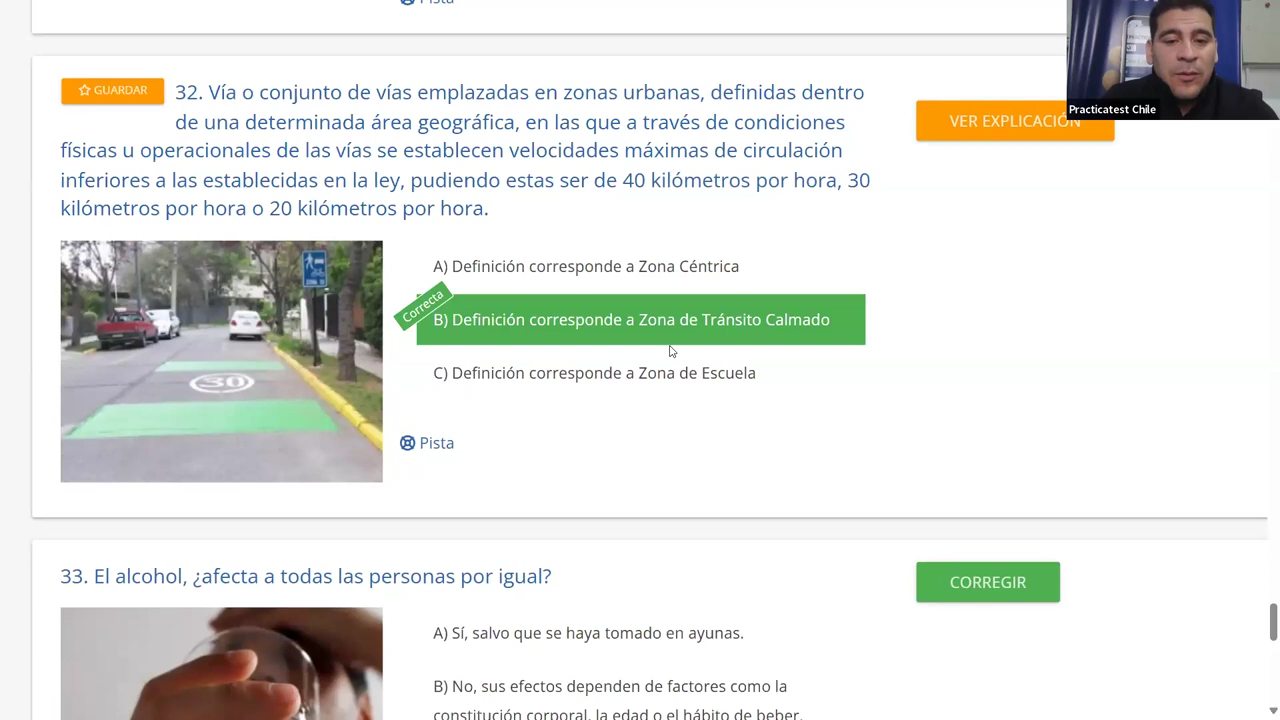 Pista
Practicatest Chile
GUARDAR
32. Vía o conjunto de vías emplazadas en zonas urbanas, definidas dentro
de una determinada área geográfica, en las que a través de condiciones
físicas u operacionales de las vías se establecen velocidades máximas de circulación
inferiores a las establecidas en la ley, pudiendo estas ser de 40 kilómetros por hora, 30
kilómetros por hora o 20 kilómetros por hora.
VER EXPLICACIÓN
30
A) Definición corresponde a Zona Céntrica
Correcta
B) Definición corresponde a Zona de Tránsito Calmado
C) Definición corresponde a Zona de Escuela
Pista
33. El alcohol, ¿afecta a todas las personas por igual?
CORREGIR
A) Sí, salvo que se haya tomado en ayunas.
B) No, sus efectos dependen de factores como la
constitución corporal, la edad o el hábito de beber.